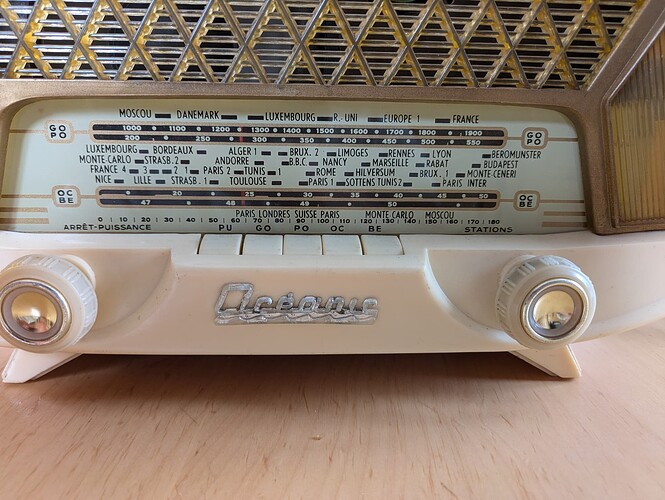 MOSCOU DANEMARK LUXEMBOURG R. UNI EUROPE 1 FRANCE
GO PO 1000 1100 1200 1300 1400 1500 1600 1700 1800 1900 GO PO
200 250 300 350 400 450 500 550
LUXEMBOURG BORDEAUX ALGER 1 BRUX. 2 LIMOGES RENNES LYON BEROMUNSTER
MONTE-CARLO STRASB. 2 ANDORRE B.B.C NANCY MARSEILLE RABAT BUDAPEST
FRANCE 4 3 2 1 PARIS 2 TUNIS 1 ROME HILVERSUM BRUX. 1 MONTE-CENERI
NICE LILLE STRASB. 1 TOULOUSE PARIS 1 SOTTENS TUNIS 2 PARIS INTER
OC BE 20 25 30 35 40 45 50 OC BE
47 48 49 50
PARIS LONDRES SUISSE PARIS MONTE CARLO MOSCOU
0 10 20 30 40 50 60 70 80 90 100 110 120 130 140 150 160 170 180
ARRÊT-PUISSANCE PU GO PO OC BE STATIONS
Océanic